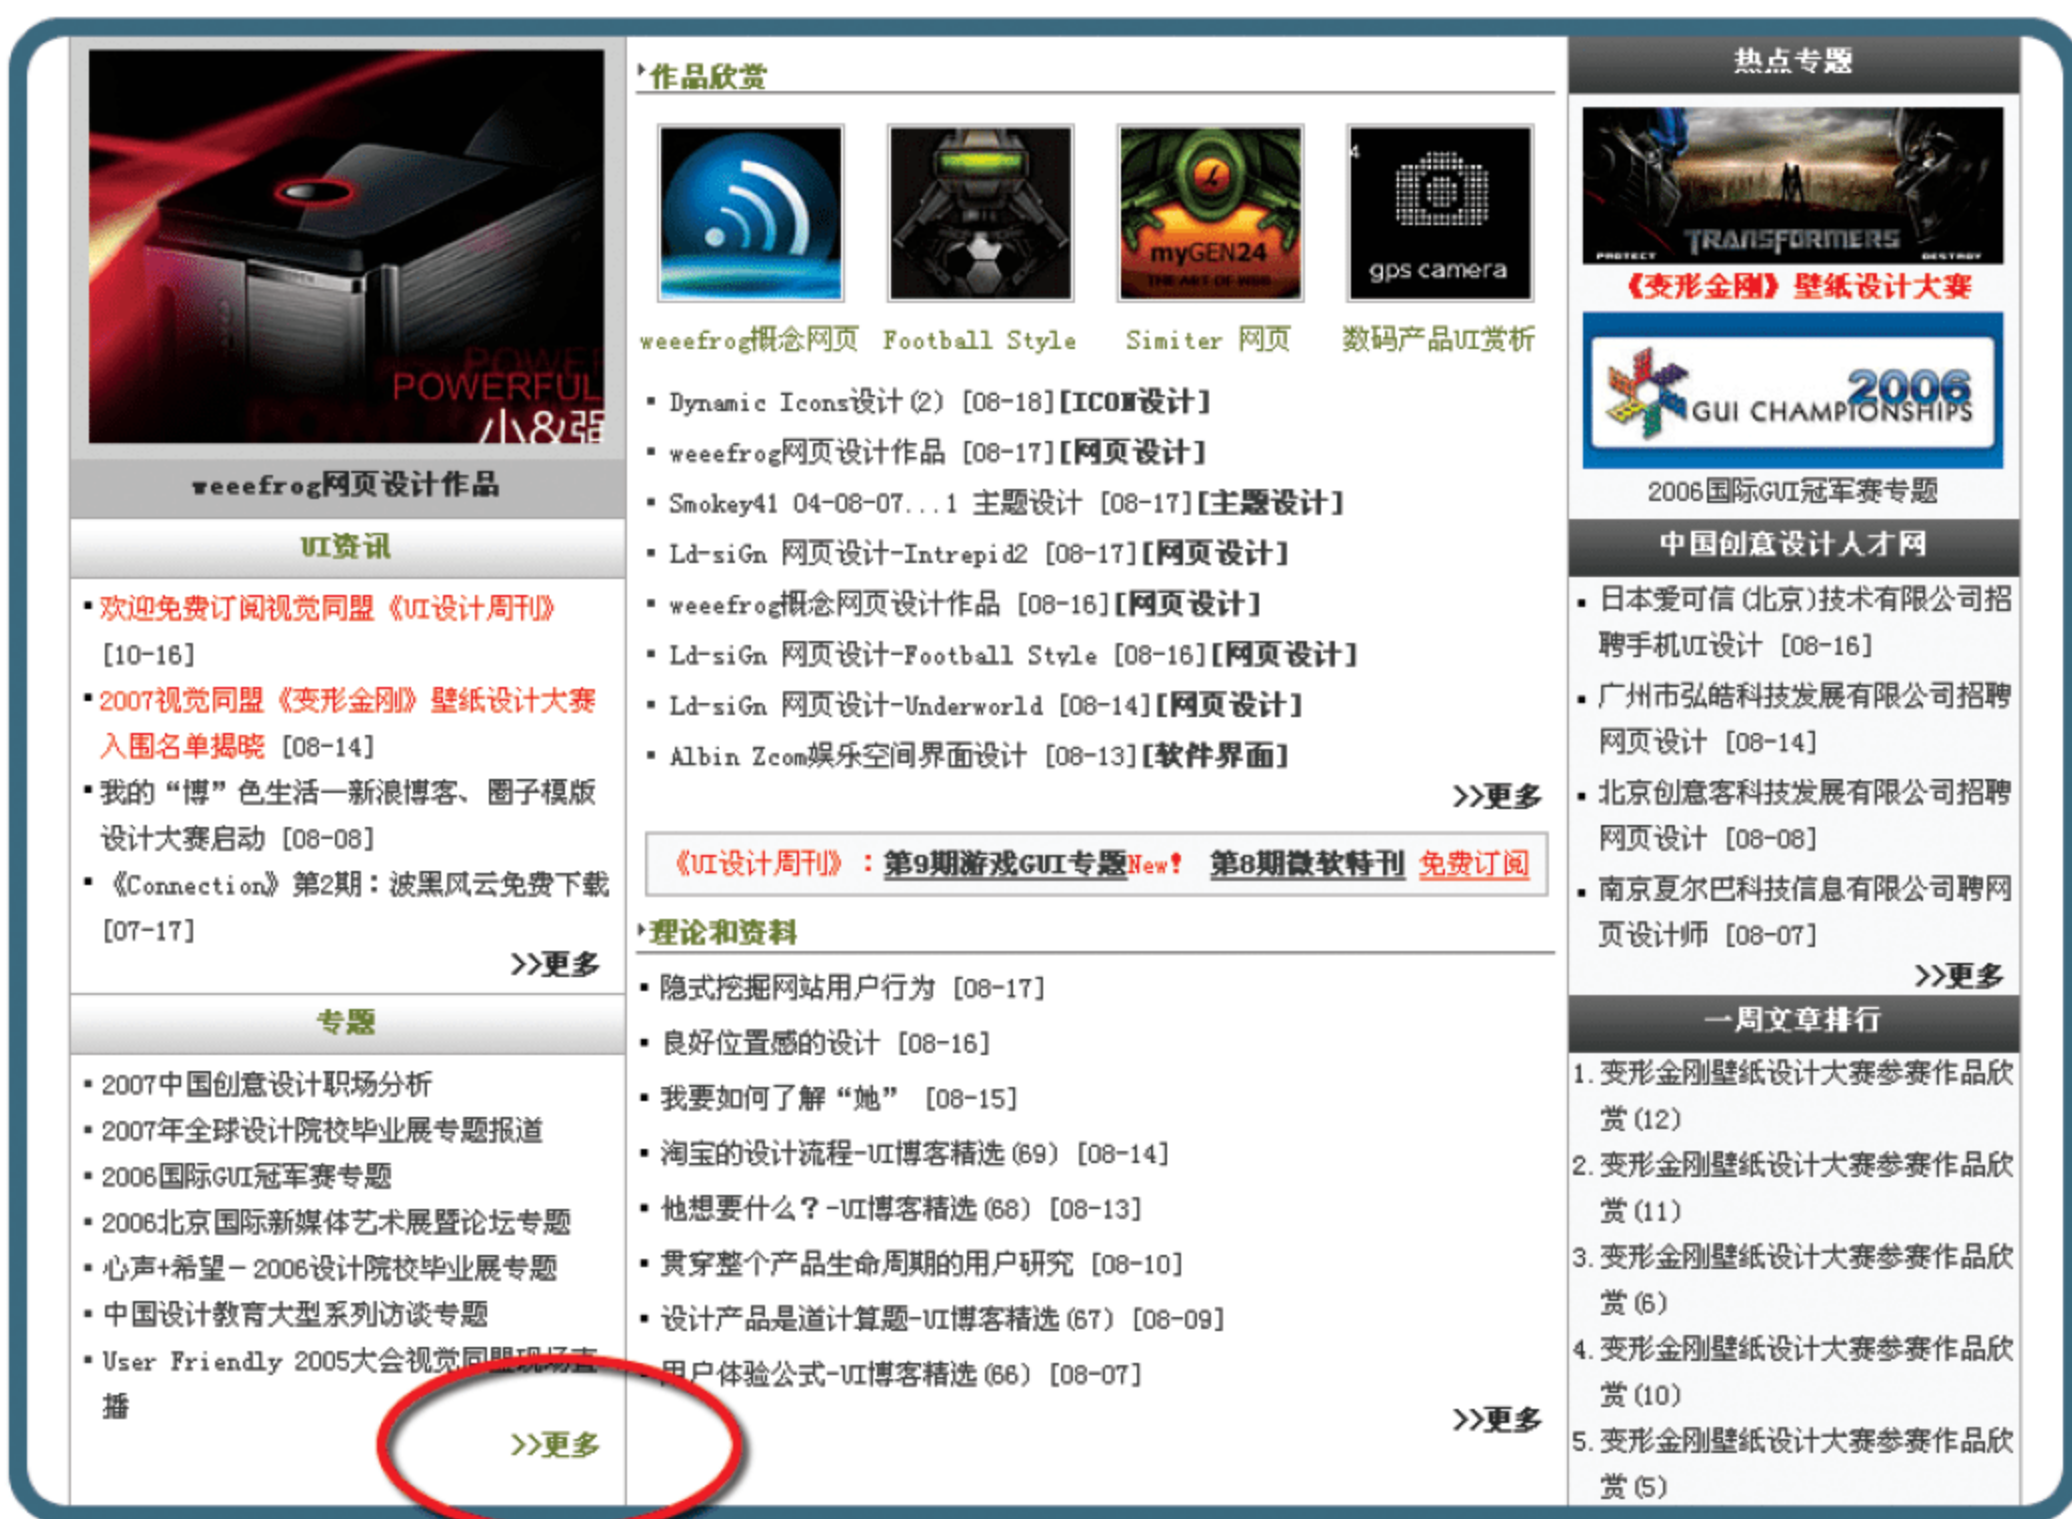 POWERFUL
小&强
weeefrog网页设计作品
UI资讯
欢迎免费订阅视觉同盟《UI设计周刊》
[10-16]
2007视觉同盟《变形金刚》壁纸设计大赛
入围名单揭晓 [08-14]
我的“博”色生活—新浪博客、圈子模版
设计大赛启动 [08-08]
《Connection》第2期：波黑风云免费下载
[07-17]
>>更多
专题
2007中国创意设计职场分析
2007年全球设计院校毕业展专题报道
2006国际GUI冠军赛专题
2006北京国际新媒体艺术展暨论坛专题
心声+希望－2006设计院校毕业展专题
中国设计教育大型系列访谈专题
User Friendly 2005大会视觉同盟现场直
播
>>更多
作品欣赏
myGEN24
THE ART OF WEB
4
gps camera
weeefrog概念网页 Football Style Simiter 网页 数码产品UI赏析
Dynamic Icons设计(2) [08-18][ICON设计]
weeefrog网页设计作品 [08-17][网页设计]
Smokey41 04-08-07...1 主题设计 [08-17][主题设计]
Ld-siGn 网页设计-Intrepid2 [08-17][网页设计]
weeefrog概念网页设计作品 [08-16][网页设计]
Ld-siGn 网页设计-Football Style [08-16][网页设计]
Ld-siGn 网页设计-Underworld [08-14][网页设计]
Albin Zcom娱乐空间界面设计 [08-13][软件界面]
>>更多
《UI设计周刊》：第9期游戏GUI专题New! 第8期微软特刊 免费订阅
理论和资料
隐式挖掘网站用户行为 [08-17]
良好位置感的设计 [08-16]
我要如何了解“她” [08-15]
淘宝的设计流程-UI博客精选(69) [08-14]
他想要什么？-UI博客精选(68) [08-13]
贯穿整个产品生命周期的用户研究 [08-10]
设计产品是道计算题-UI博客精选(67) [08-09]
用户体验公式-UI博客精选(66) [08-07]
>>更多
热点专题
TRANSFORMERS
PROTECT DESTROY
《变形金刚》壁纸设计大赛
2006
GUI CHAMPIONSHIPS
2006国际GUI冠军赛专题
中国创意设计人才网
日本爱可信(北京)技术有限公司招
聘手机UI设计 [08-16]
广州市弘皓科技发展有限公司招聘
网页设计 [08-14]
北京创意客科技发展有限公司招聘
网页设计 [08-08]
南京夏尔巴科技信息有限公司聘网
页设计师 [08-07]
>>更多
一周文章排行
1. 变形金刚壁纸设计大赛参赛作品欣
赏(12)
2. 变形金刚壁纸设计大赛参赛作品欣
赏(11)
3. 变形金刚壁纸设计大赛参赛作品欣
赏(6)
4. 变形金刚壁纸设计大赛参赛作品欣
赏(10)
5. 变形金刚壁纸设计大赛参赛作品欣
赏(5)